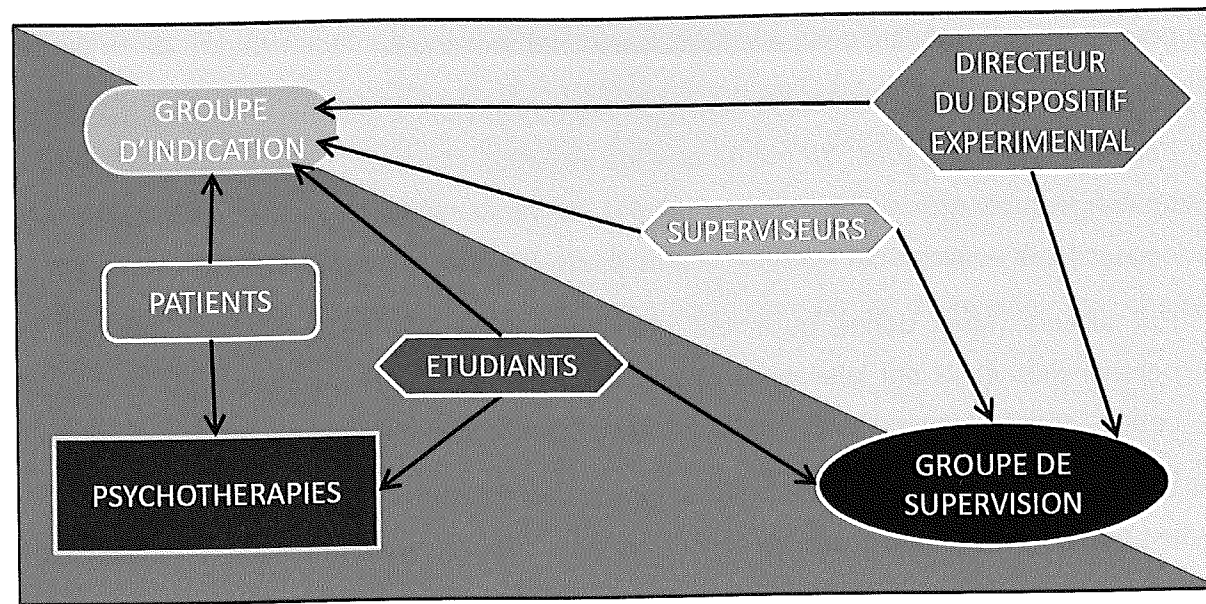 DIRECTEUR
DU DISPOSITIF
EXPERIMENTAL
GROUPE
D'INDICATION
SUPERVISEURS
PATIENTS
ETUDIANTS
PSYCHOTHERAPIES
GROUPE DE
SUPERVISION